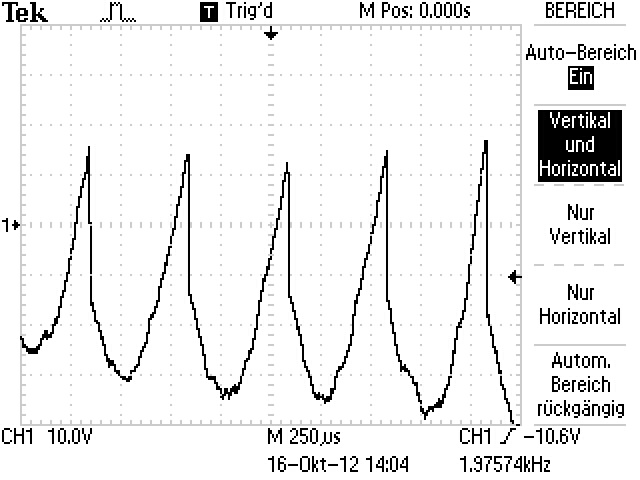 Tek T Trig'd M Pos: 0.000s BEREICH
Auto-Bereich
Ein
Vertikal
und
Horizontal
1
Nur
Vertikal
Nur
Horizontal
Autom.
Bereich
rückgängig
CH1 10.0V M 250µs CH1 -10.6V
16-Okt-12 14:04 1.97574kHz